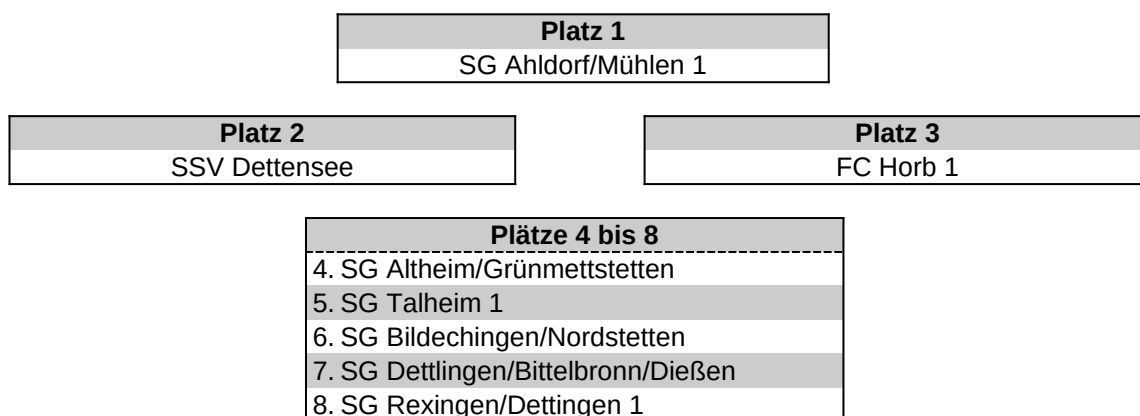 Platz 1
SG Ahldorf/Mühlen 1
Platz 2
SSV Dettensee
Platz 3
FC Horb 1
Plätze 4 bis 8
4. SG Altheim/Grünmettstetten
5. SG Talheim 1
6. SG Bildechingen/Nordstetten
7. SG Dettlingen/Bittelbronn/Dießen
8. SG Rexingen/Dettingen 1